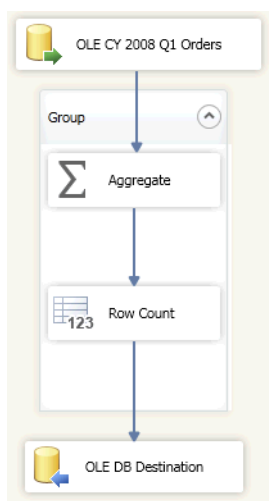 OLE CY 2008 Q1 Orders
Group
Aggregate
123
Row Count
OLE DB Destination